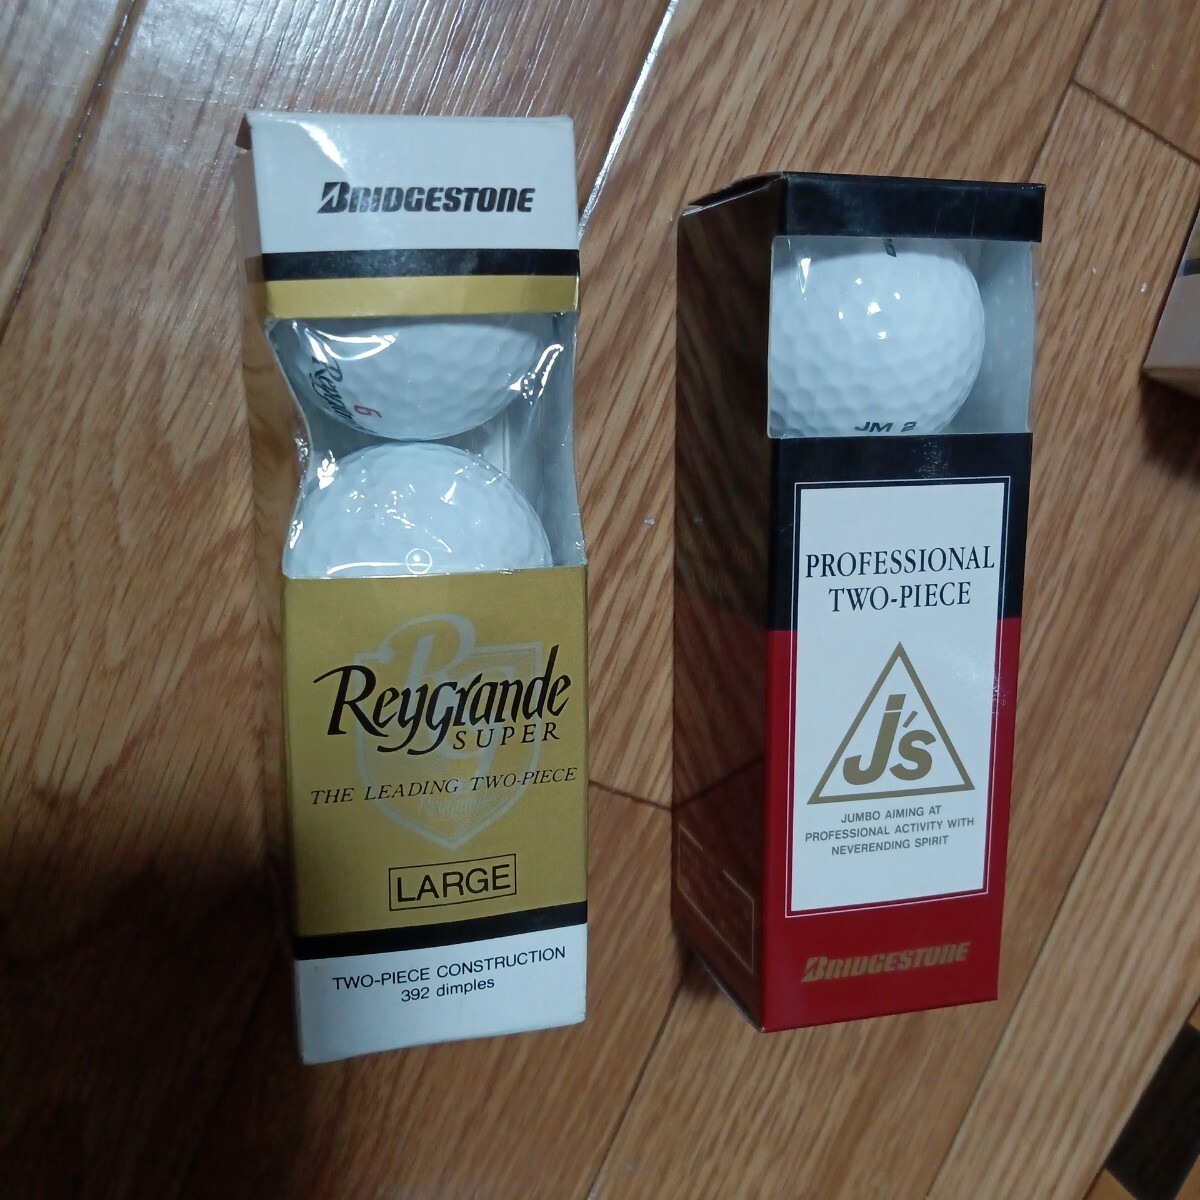 BRIDGESTONE
9
Reygrande
SUPER
THE LEADING TWO-PIECE
LARGE
TWO-PIECE CONSTRUCTION
392 dimples
JM 2
PROFESSIONAL
TWO-PIECE
J's
JUMBO AIMING AT
PROFESSIONAL ACTIVITY WITH
NEVERENDING SPIRIT
BRIDGESTONE